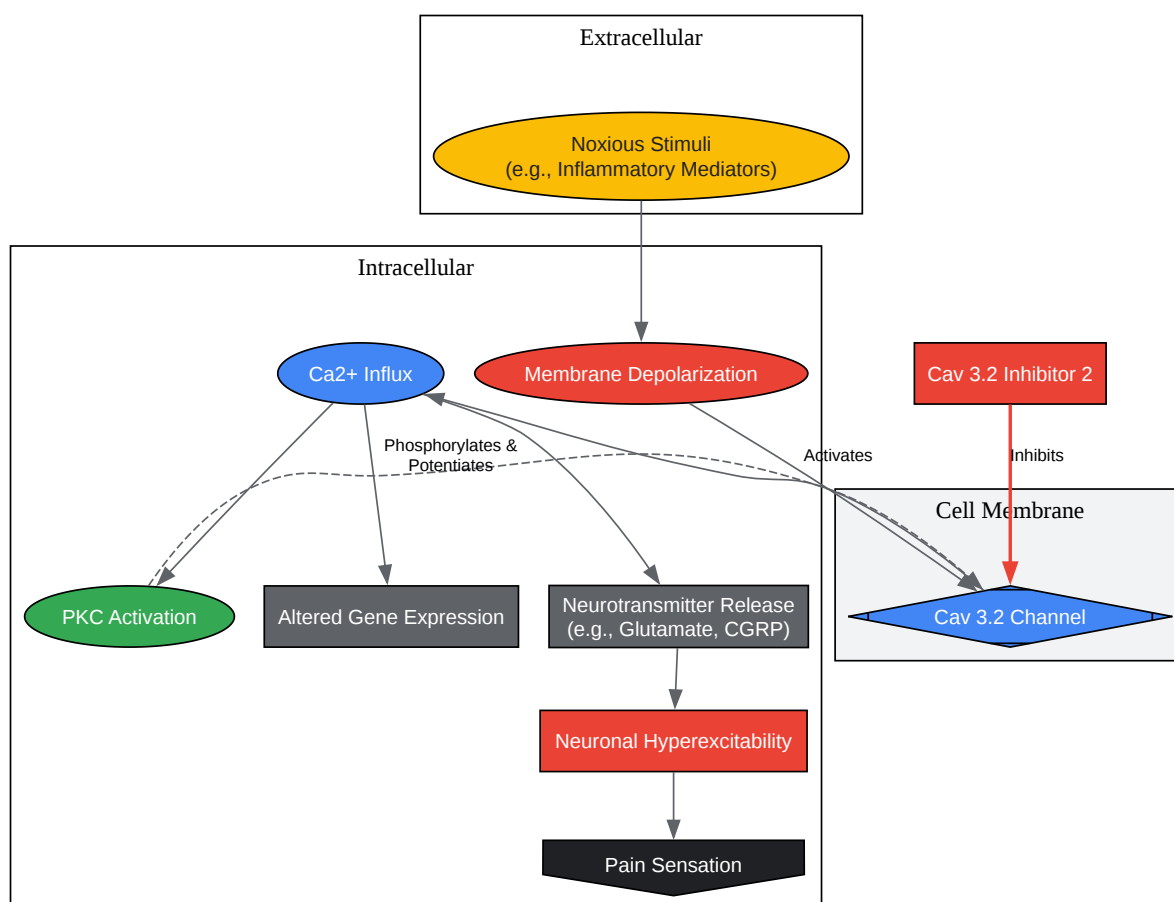 Extracellular
Noxious Stimuli
(e.g., Inflammatory Mediators)
Intracellular
Ca2+ Influx
Membrane Depolarization
Cav 3.2 Inhibitor 2
Phosphorylates &
Potentiates
Activates
Inhibits
Cell Membrane
PKC Activation
Altered Gene Expression
Neurotransmitter Release
(e.g., Glutamate, CGRP)
Cav 3.2 Channel
Neuronal Hyperexcitability
Pain Sensation